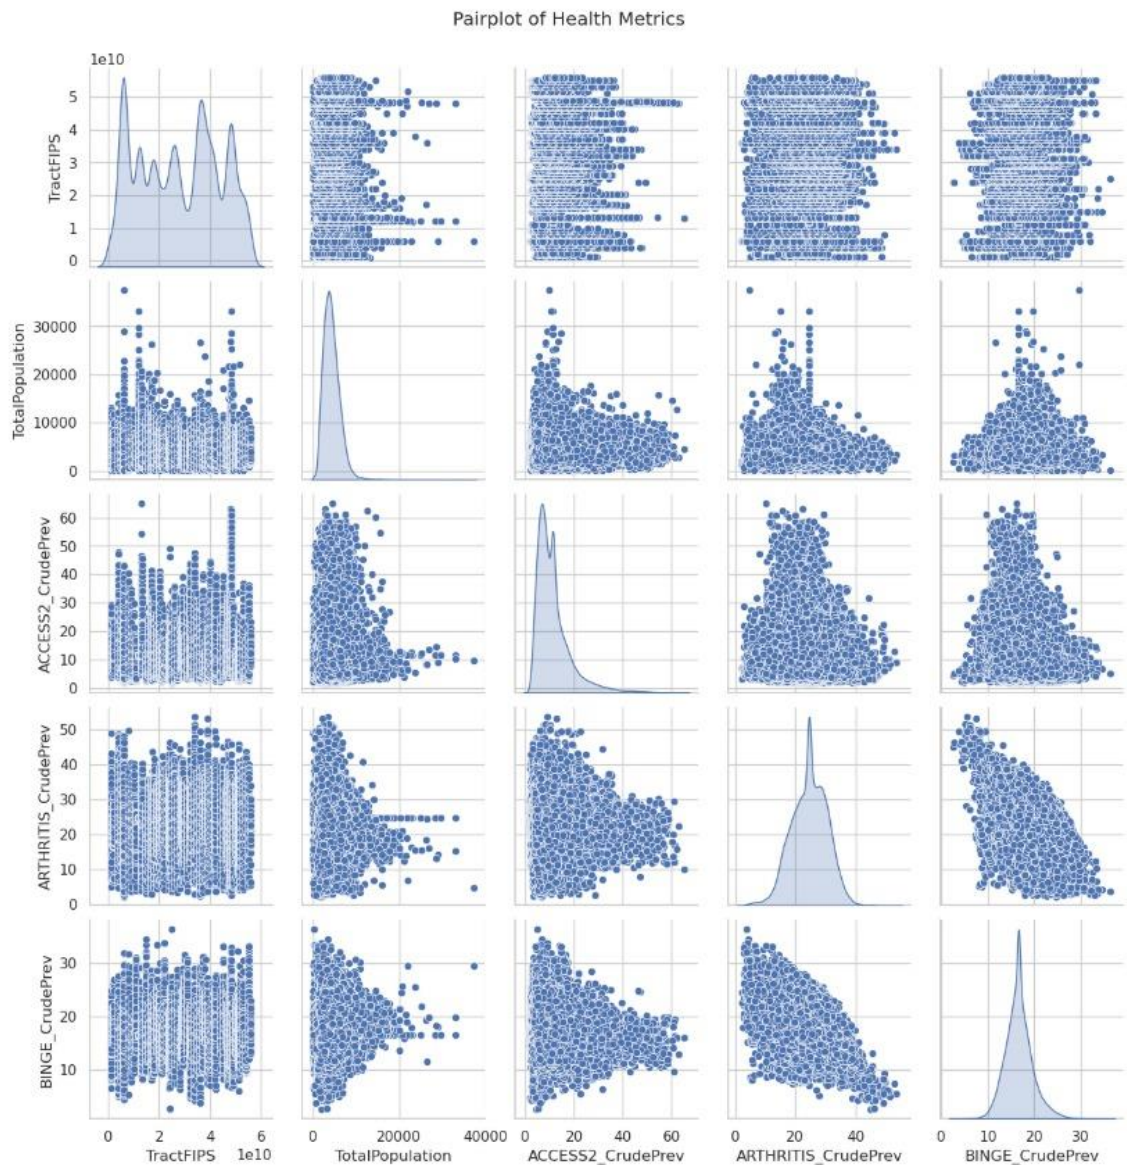 Pairplot of Health Metrics
1e10
5
4
3
2
1
0
TractFIPS
30000
20000
10000
0
TotalPopulation
60
50
40
30
20
10
0
ACCESS2_CrudePrev
50
40
30
20
10
0
ARTHRITIS_CrudePrev
30
20
10
BINGE_CrudePrev
0 2 4 6
1e10
TractFIPS
0 20000 40000
TotalPopulation
0 20 40 60
ACCESS2_CrudePrev
0 20 40
ARTHRITIS_CrudePrev
0 10 20 30
BINGE_CrudePrev